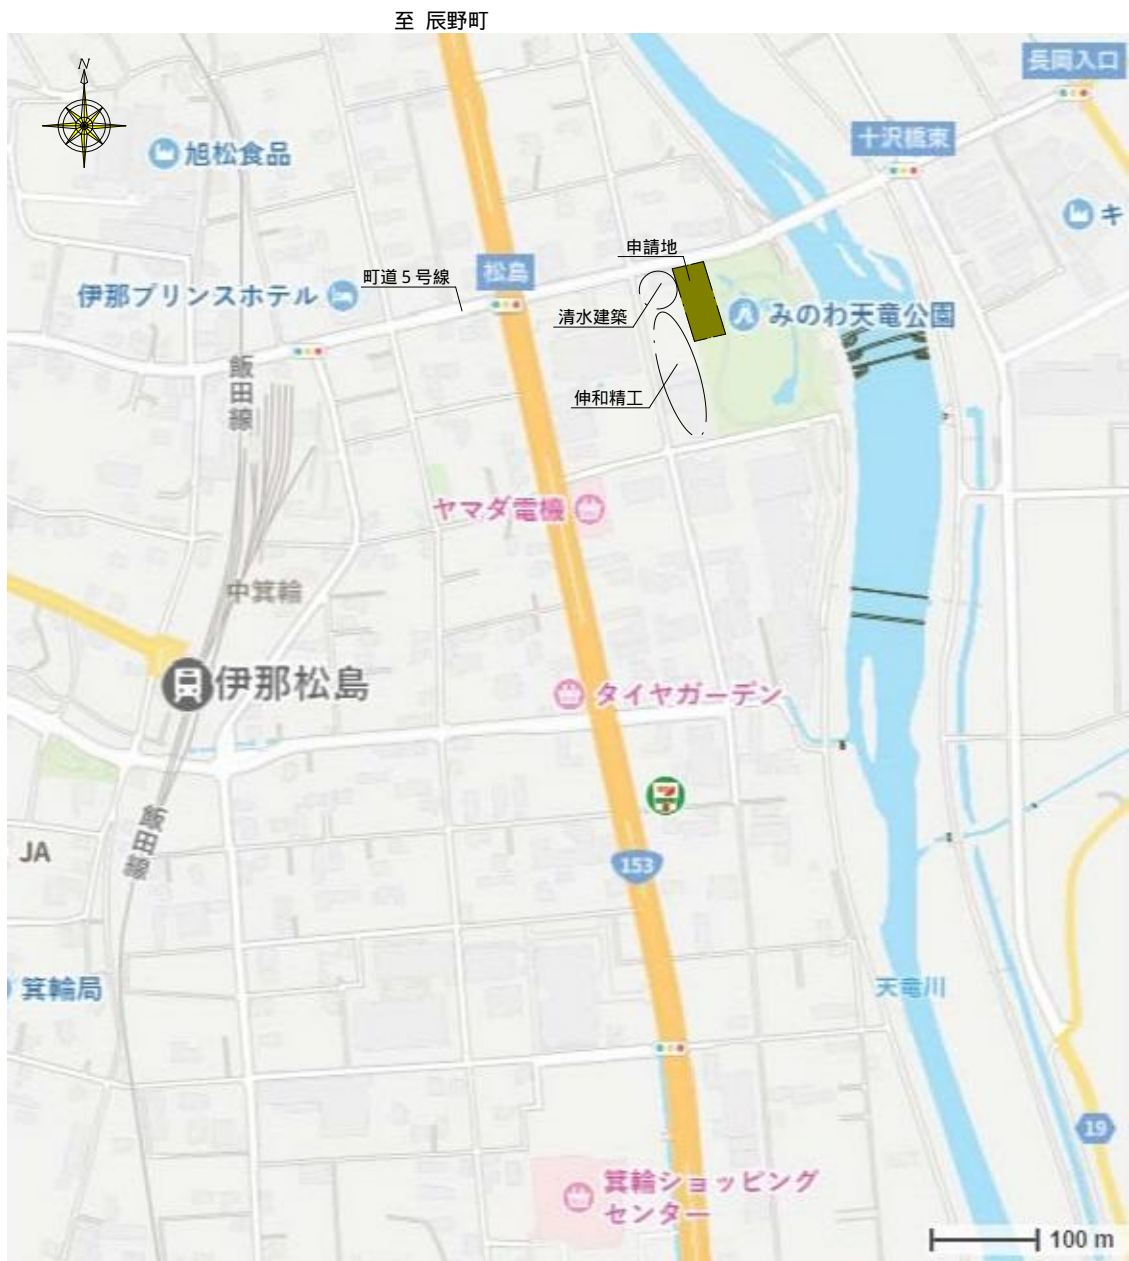 至 辰野町
N
長岡入口
十沢橋東
旭松食品
キ
申請地
松島
町道5号線
伊那プリンスホテル
清水建築
みのわ天竜公園
飯田線
伸和精工
ヤマダ電機
中箕輪
伊那松島
タイヤガーデン
飯田線
JA
153
箕輪局
天竜川
19
箕輪ショッピング
センター
100 m